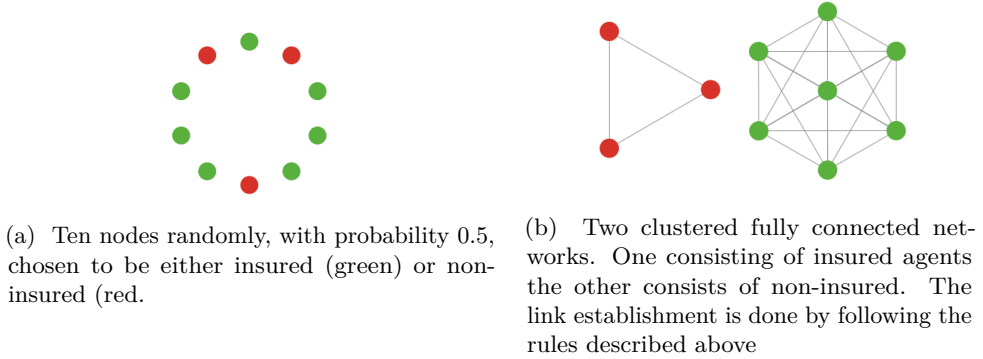 (a) Ten nodes randomly, with probability 0.5,
chosen to be either insured (green) or non-
insured (red.
(b) Two clustered fully connected net-
works. One consisting of insured agents
the other consists of non-insured. The
link establishment is done by following the
rules described above